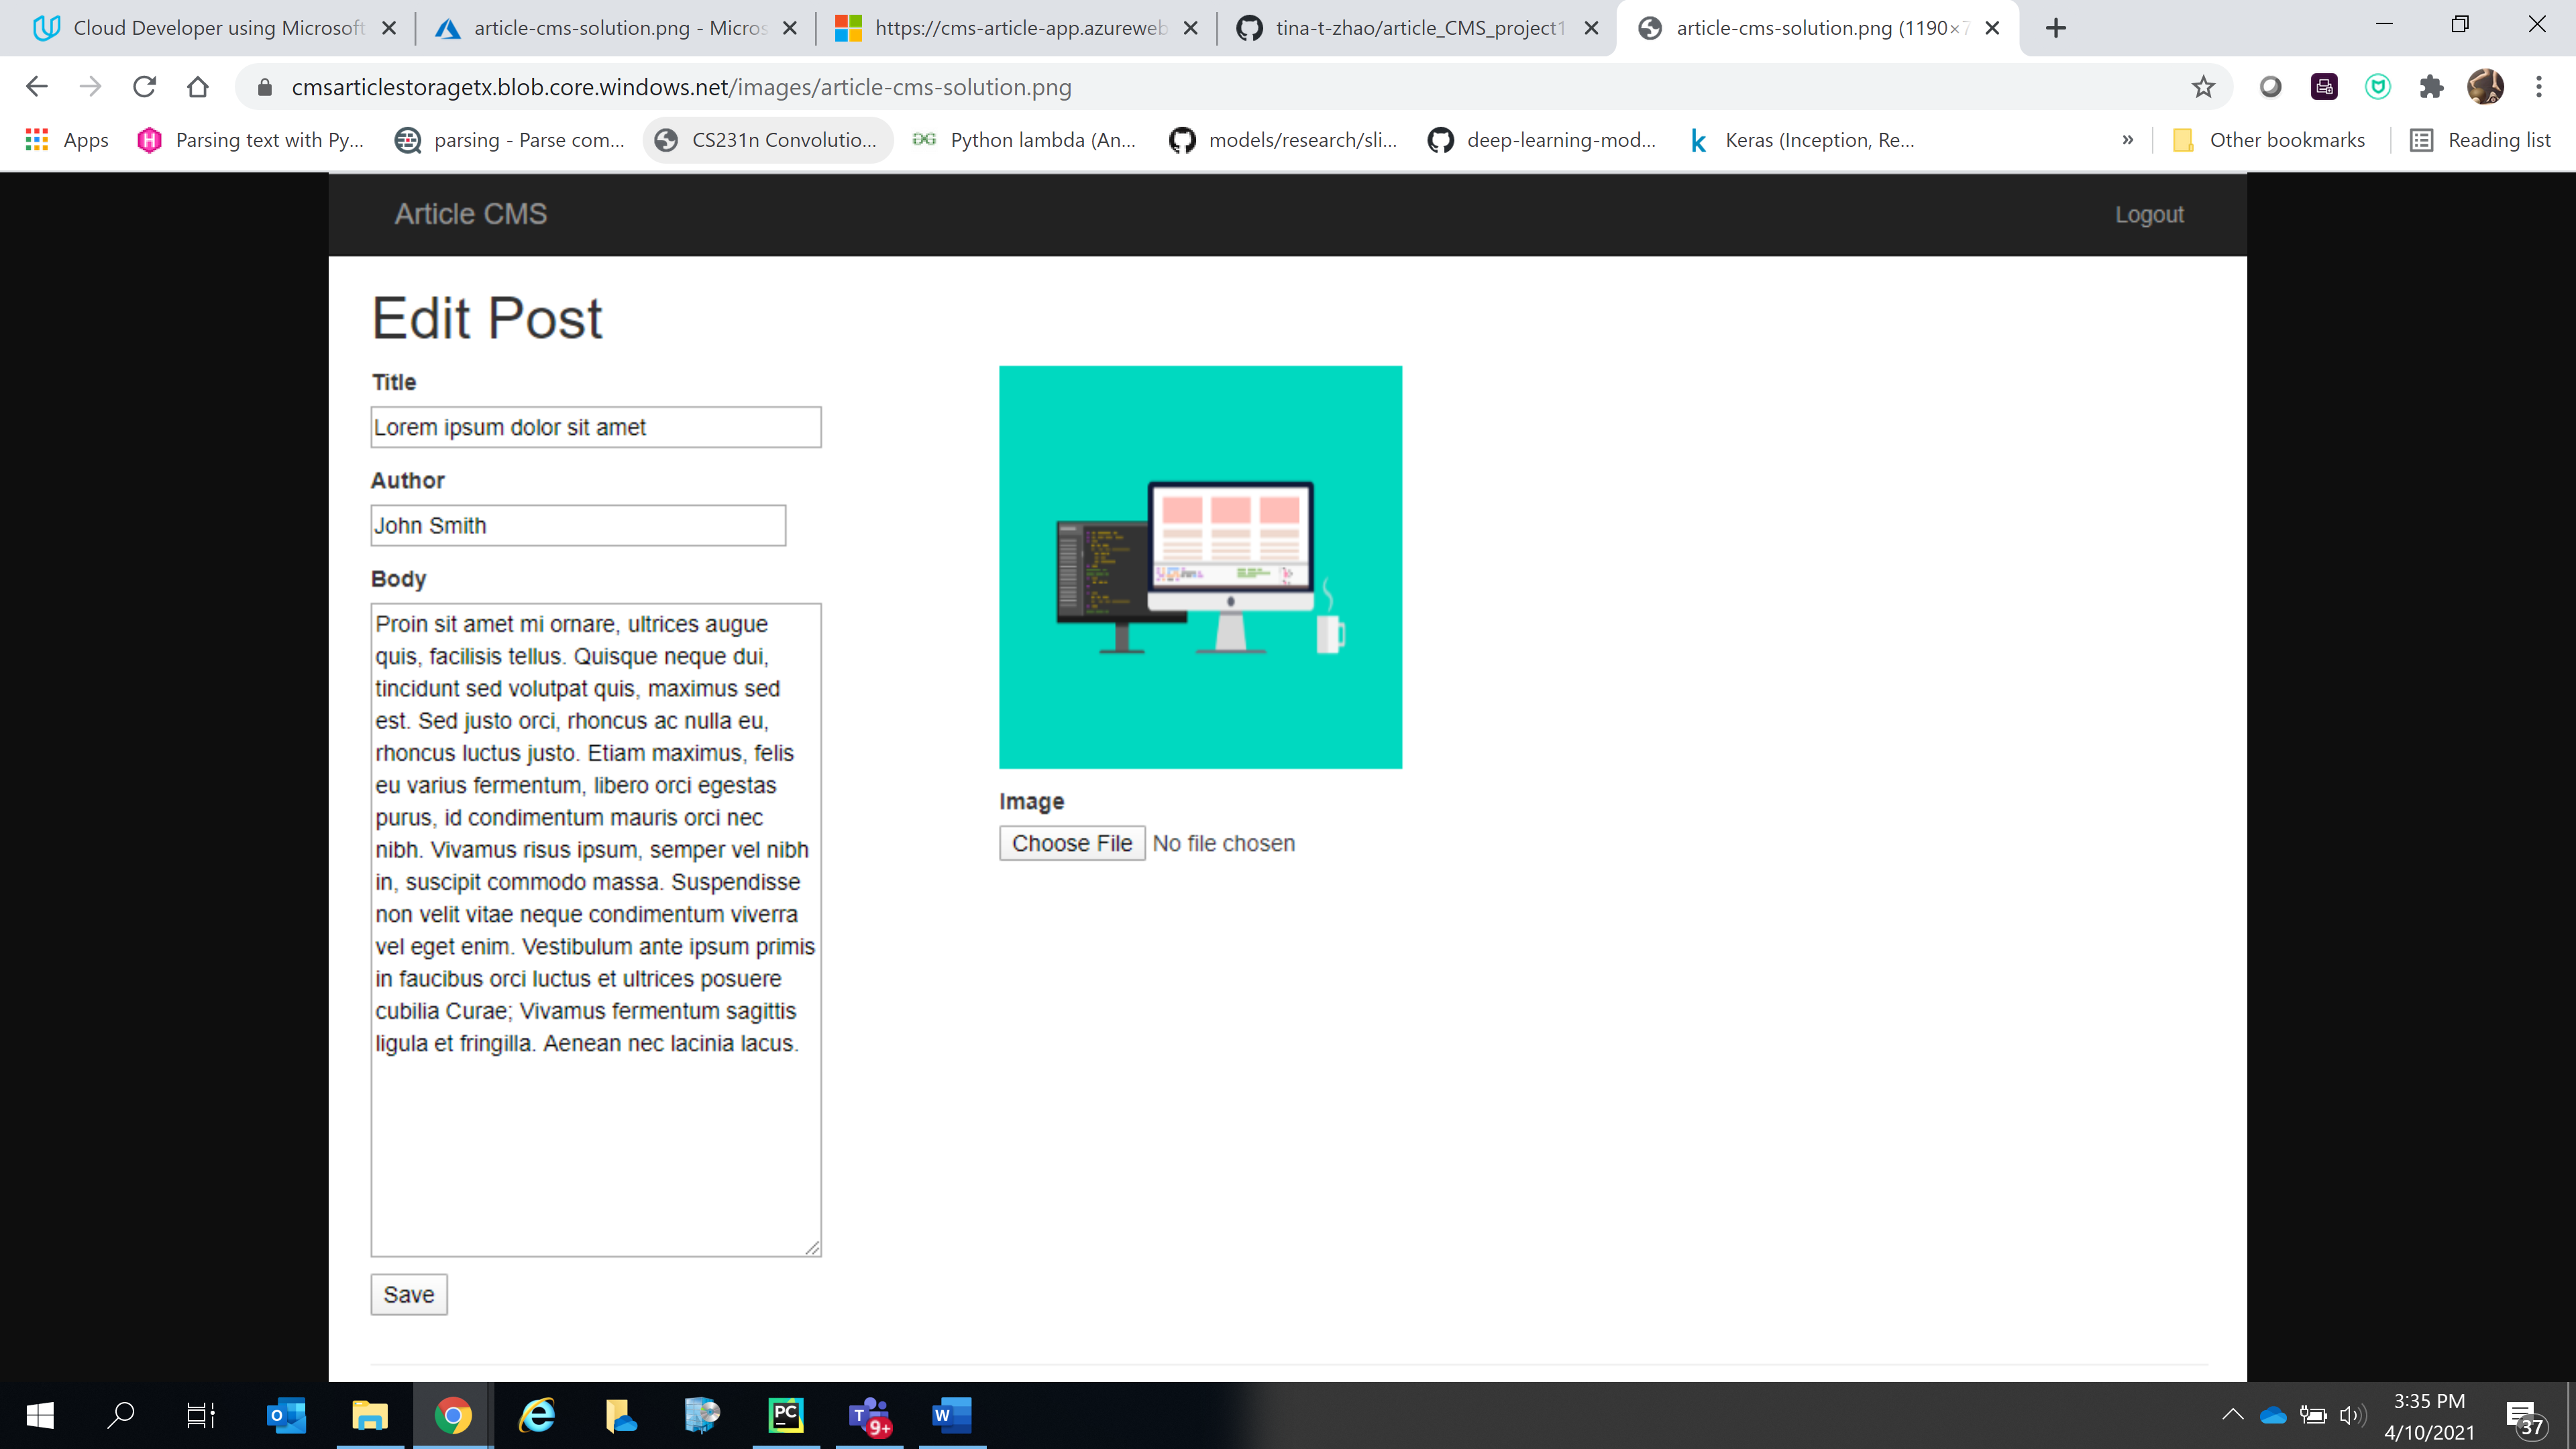 Cloud Developer using Microsoft
article-cms-solution.png - Micros
https://cms-article-app.azureweb
tina-t-zhao/article_CMS_project1
article-cms-solution.png (1190×7
cmsarticlestoragetx.blob.core.windows.net/images/article-cms-solution.png
Apps
Parsing text with Py...
parsing - Parse com...
CS231n Convolutio...
Python lambda (An...
models/research/sli...
deep-learning-mod...
Keras (Inception, Re...
»
Other bookmarks
Reading list
Article CMS
Logout
Edit Post
Title
Lorem ipsum dolor sit amet
Author
John Smith
Body
Proin sit amet mi ornare, ultrices augue
quis, facilisis tellus. Quisque neque dui,
tincidunt sed volutpat quis, maximus sed
est. Sed justo orci, rhoncus ac nulla eu,
rhoncus luctus justo. Etiam maximus, felis
eu varius fermentum, libero orci egestas
purus, id condimentum mauris orci nec
nibh. Vivamus risus ipsum, semper vel nibh
in, suscipit commodo massa. Suspendisse
non velit vitae neque condimentum viverra
vel eget enim. Vestibulum ante ipsum primis
in faucibus orci luctus et ultrices posuere
cubilia Curae; Vivamus fermentum sagittis
ligula et fringilla. Aenean nec lacinia lacus.
Image
Choose File No file chosen
Save
PC
9+
3:35 PM
4/10/2021
37